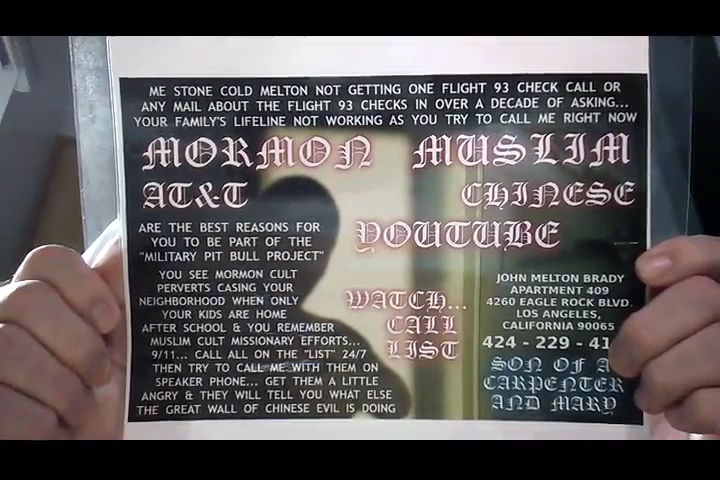 ME STONE COLD MELTON NOT GETTING ONE FLIGHT 93 CHECK CALL OR
ANY MAIL ABOUT THE FLIGHT 93 CHECKS IN OVER A DECADE OF ASKING...
YOUR FAMILY'S LIFELINE NOT WORKING AS YOU TRY TO CALL ME RIGHT NOW
MORMON MUSLIM
AT&T CHINESE
YOUTUBE
ARE THE BEST REASONS FOR
YOU TO BE PART OF THE
"MILITARY PIT BULL PROJECT"
YOU SEE MORMON CULT
PERVERTS CASING YOUR
NEIGHBORHOOD WHEN ONLY
YOUR KIDS ARE HOME
AFTER SCHOOL & YOU REMEMBER
MUSLIM CULT MISSIONARY EFFORTS...
9/11... CALL ALL ON THE "LIST" 24/7
THEN TRY TO CALL ME WITH THEM ON
SPEAKER PHONE... GET THEM A LITTLE
ANGRY & THEY WILL TELL YOU WHAT ELSE
THE GREAT WALL OF CHINESE EVIL IS DOING
WATCH...
CALL
LIST
JOHN MELTON BRADY
APARTMENT 409
4260 EAGLE ROCK BLVD.
LOS ANGELES,
CALIFORNIA 90065
424 - 229 - 41
SON OF A
CARPENTER
AND MARY